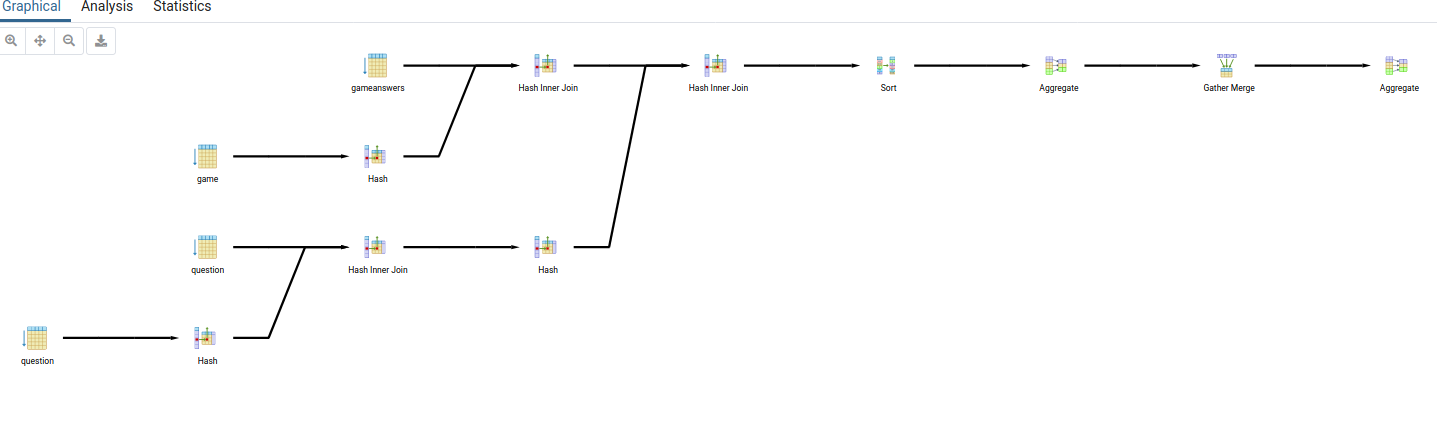 Graphical Analysis Statistics
gameanswers Hash Inner Join Hash Inner Join Sort Aggregate Gather Merge Aggregate
game Hash
question Hash Inner Join Hash
question Hash